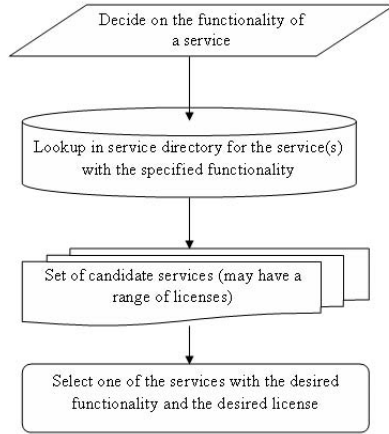 Decide on the functionality of
a service
Lookup in service directory for the service(s)
with the specified functionality
Set of candidate services (may have a
range of licenses)
Select one of the services with the desired
functionality and the desired license